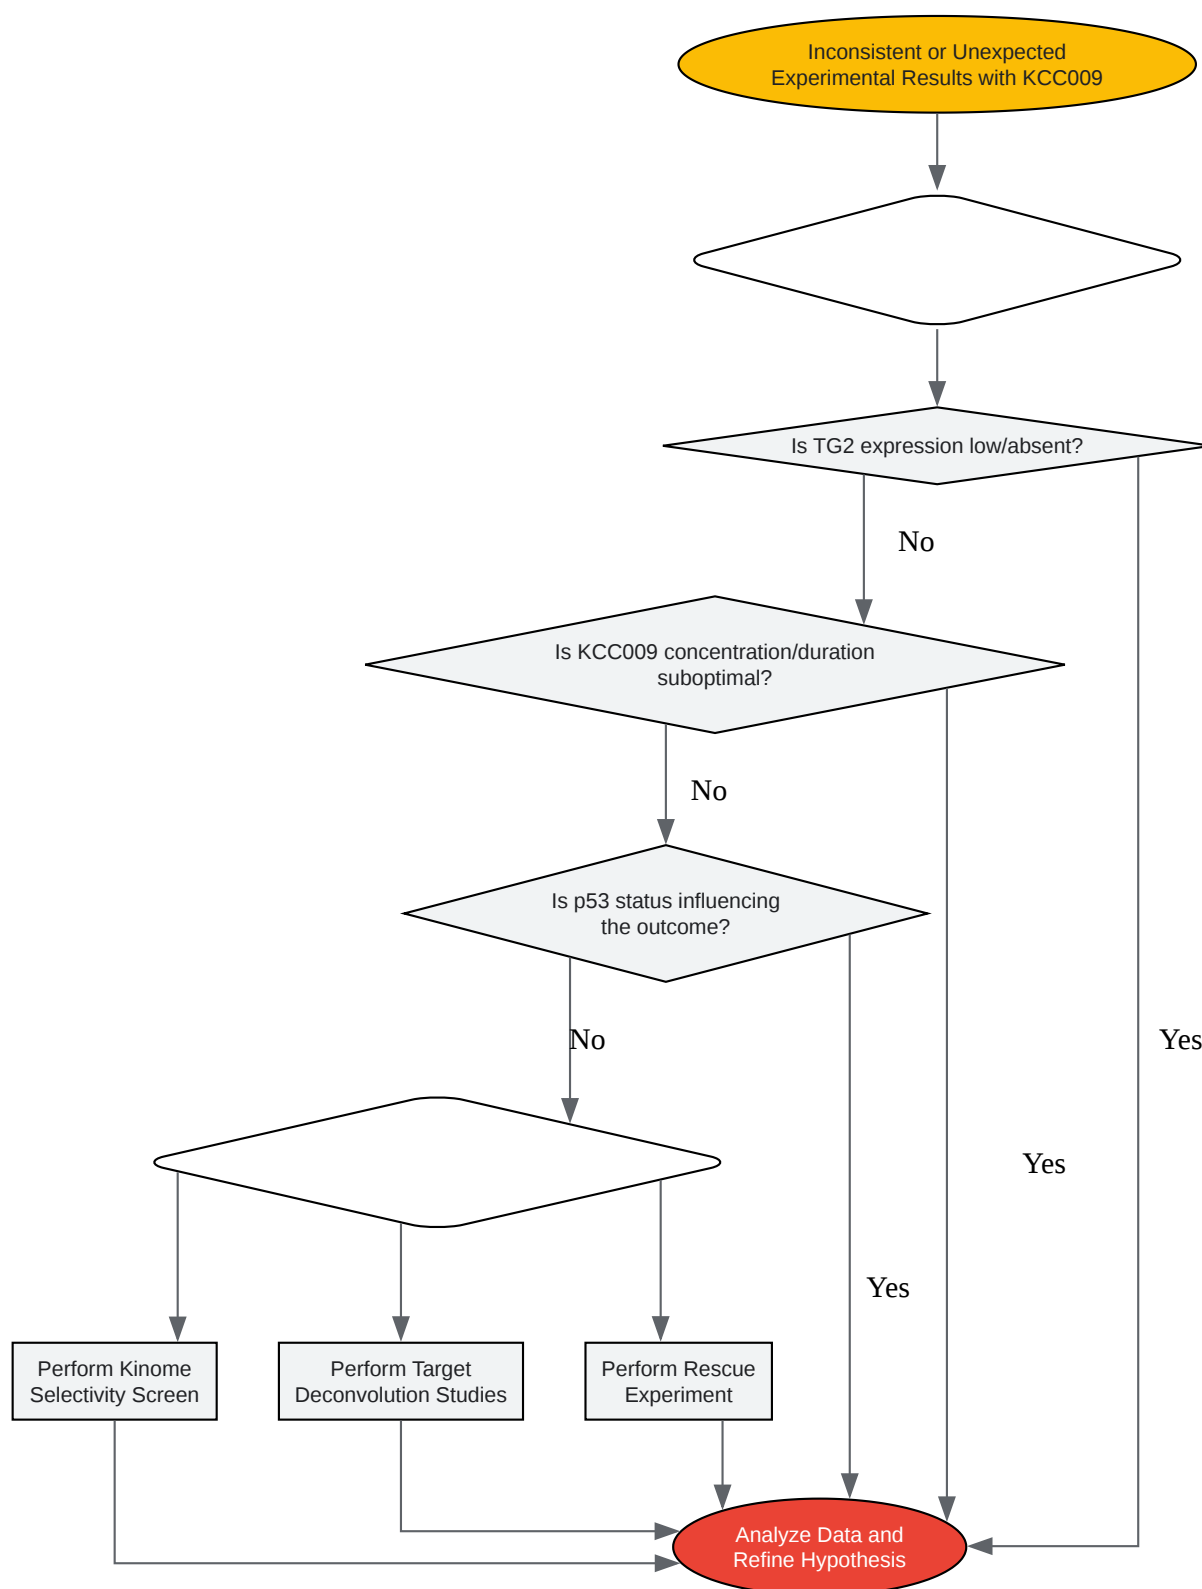 Inconsistent or Unexpected
Experimental Results with KCC009
Is TG2 expression low/absent?
No
Is KCC009 concentration/duration
suboptimal?
No
Is p53 status influencing
the outcome?
No
Yes
Yes
Yes
Perform Kinome
Selectivity Screen
Perform Target
Deconvolution Studies
Perform Rescue
Experiment
Analyze Data and
Refine Hypothesis